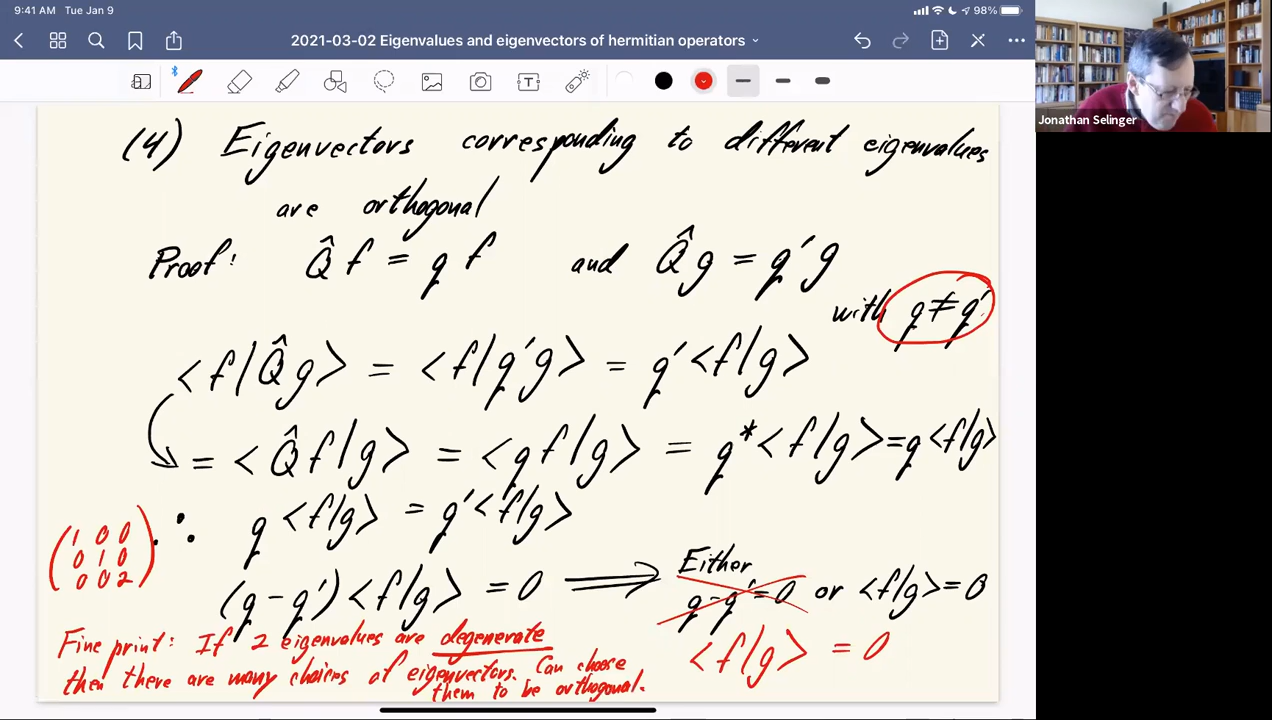 9:41 AM Tue Jan 9
98%
2021-03-02 Eigenvalues and eigenvectors of hermitian operators
Jonathan Selinger
(4) Eigenvectors corresponding to different eigenvalues
are orthogonal
Proof: Q̂ f = q f and Q̂ g = q' g
with q ≠ q'
<f|Q̂ g> = <f|q' g> = q' <f|g>
= <Q̂ f|g> = <q f|g> = q* <f|g> = q <f|g>
∴ q <f|g> = q' <f|g>
(1 0 0
0 1 0
0 0 2)
(q - q') <f|g> = 0 ⟹ Either
q - q' = 0 or <f|g> = 0
<f|g> = 0
Fine print: If 2 eigenvalues are degenerate
then there are many choices of eigenvectors. Can choose
them to be orthogonal.